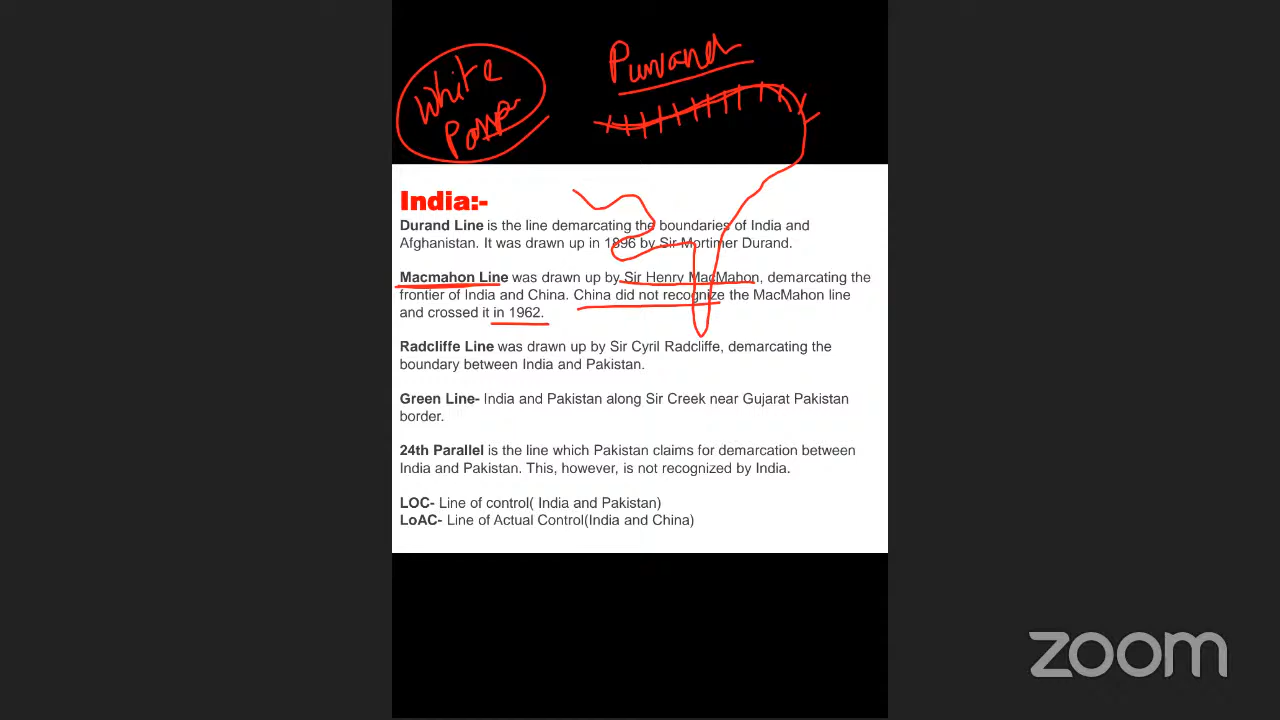 White
Durand
India:-
Durand Line is the line demarcating the boundaries of India and
Afghanistan. It was drawn up in 1896 by Sir Mortimer Durand.
Macmahon Line was drawn up by Sir Henry MacMahon, demarcating the
frontier of India and China. China did not recognize the MacMahon line
and crossed it in 1962.
Radcliffe Line was drawn up by Sir Cyril Radcliffe, demarcating the
boundary between India and Pakistan.
Green Line- India and Pakistan along Sir Creek near Gujarat Pakistan
border.
24th Parallel is the line which Pakistan claims for demarcation between
India and Pakistan. This, however, is not recognized by India.
LOC- Line of control( India and Pakistan)
LoAC- Line of Actual Control(India and China)
zoom